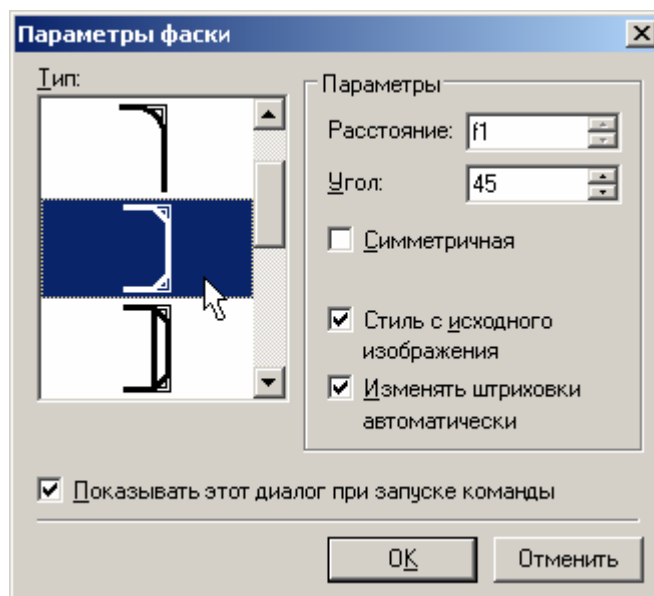 Параметры фаски
Тип:
Параметры
Расстояние: f1
Угол: 45
Симметричная
Стиль с исходного
изображения
Изменять штриховки
автоматически
Показывать этот диалог при запуске команды
OK
Отменить